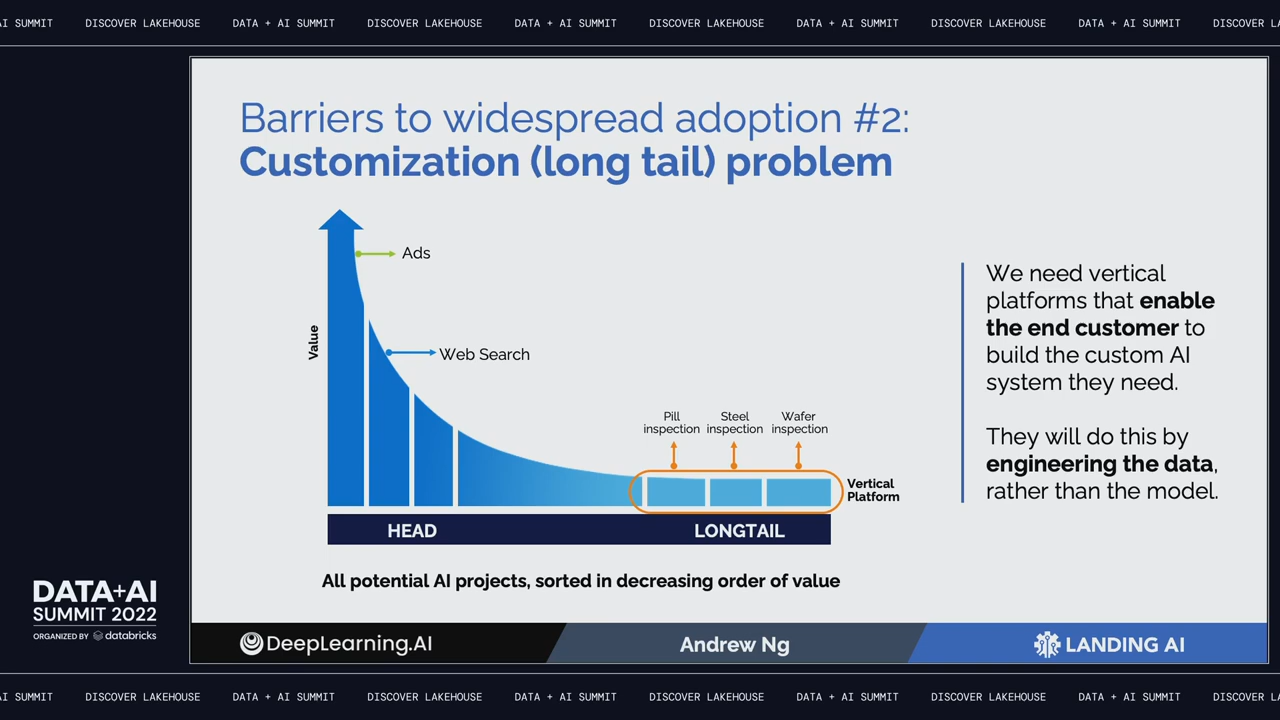 AI SUMMIT DISCOVER LAKEHOUSE DATA + AI SUMMIT DISCOVER LAKEHOUSE DATA + AI SUMMIT DISCOVER LAKEHOUSE DATA + AI SUMMIT DISCOVER LAKEHOUSE DATA + AI SUMMIT DISCOVER LA
Barriers to widespread adoption #2:
Customization (long tail) problem
Ads
Value
Web Search
Pill
inspection
Steel
inspection
Wafer
inspection
Vertical
Platform
HEAD
LONGTAIL
All potential AI projects, sorted in decreasing order of value
We need vertical
platforms that enable
the end customer to
build the custom AI
system they need.
They will do this by
engineering the data,
rather than the model.
DATA+AI
SUMMIT 2022
ORGANIZED BY databricks
DeepLearning.AI
Andrew Ng
LANDING AI
AI SUMMIT DISCOVER LAKEHOUSE DATA + AI SUMMIT DISCOVER LAKEHOUSE DATA + AI SUMMIT DISCOVER LAKEHOUSE DATA + AI SUMMIT DISCOVER LAKEHOUSE DATA + AI SUMMIT DISCOVER LA